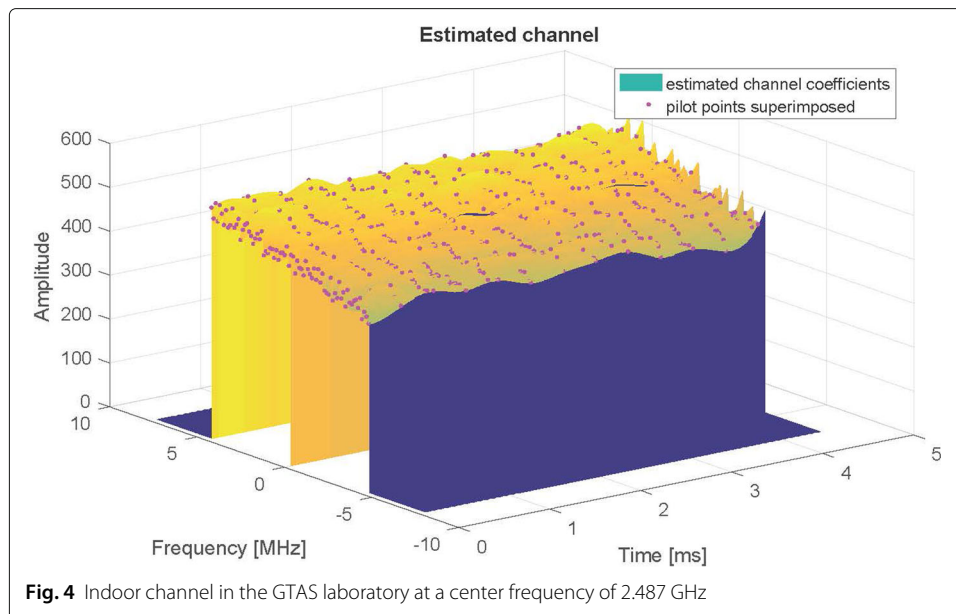 Estimated channel
estimated channel coefficients
pilot points superimposed
600
500
400
300
200
100
0
Amplitude
10
5
0
-5
-10
Frequency [MHz]
0
1
2
3
4
5
Time [ms]
Fig. 4 Indoor channel in the GTAS laboratory at a center frequency of 2.487 GHz